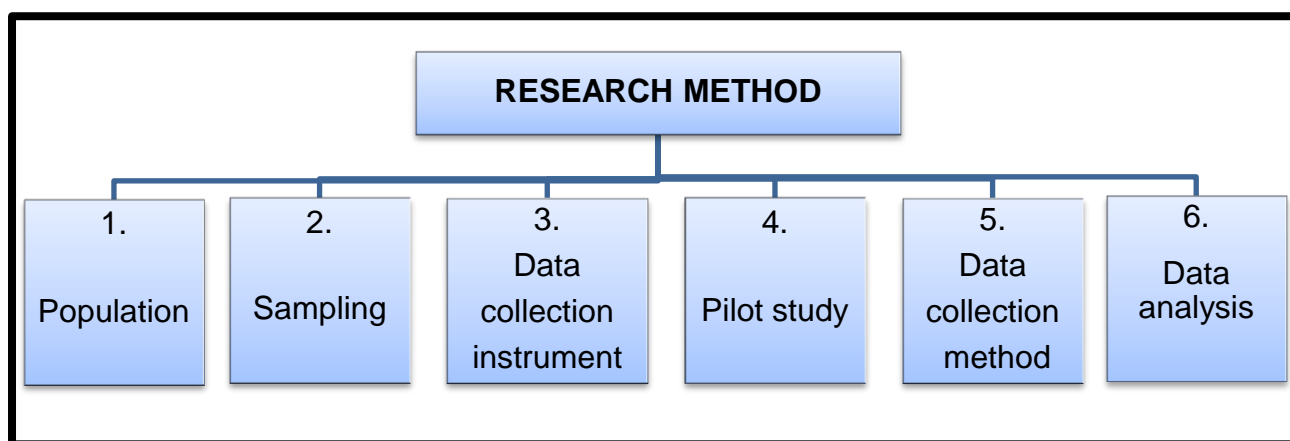 RESEARCH METHOD
1.
Population
2.
Sampling
3.
Data
collection
instrument
4.
Pilot study
5.
Data
collection
method
6.
Data
analysis